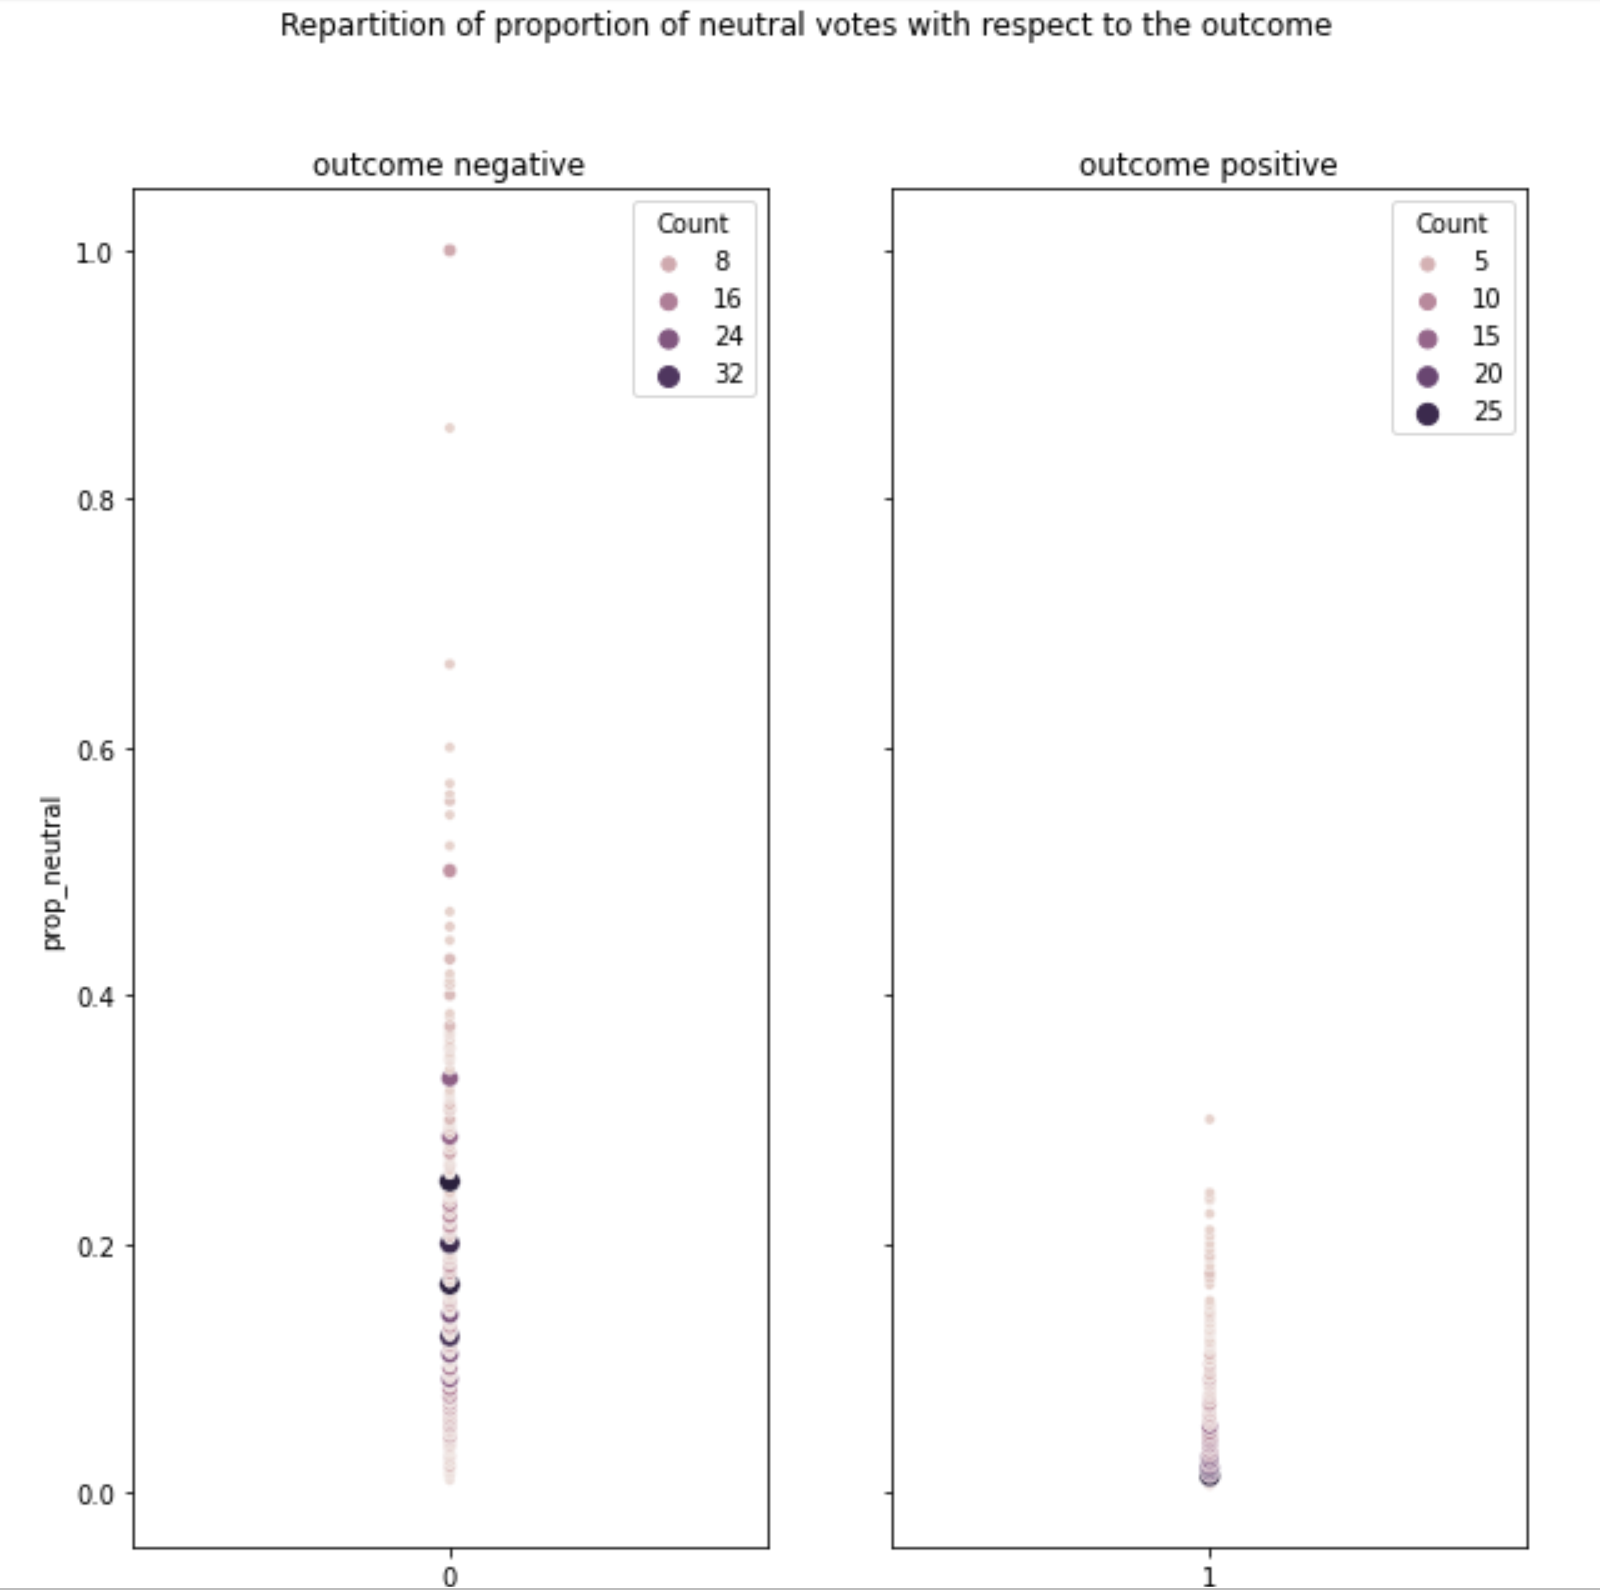 Repartition of proportion of neutral votes with respect to the outcome
outcome negative
outcome positive
prop_neutral
1.0
0.8
0.6
0.4
0.2
0.0
Count
8
16
24
32
0
Count
5
10
15
20
25
1